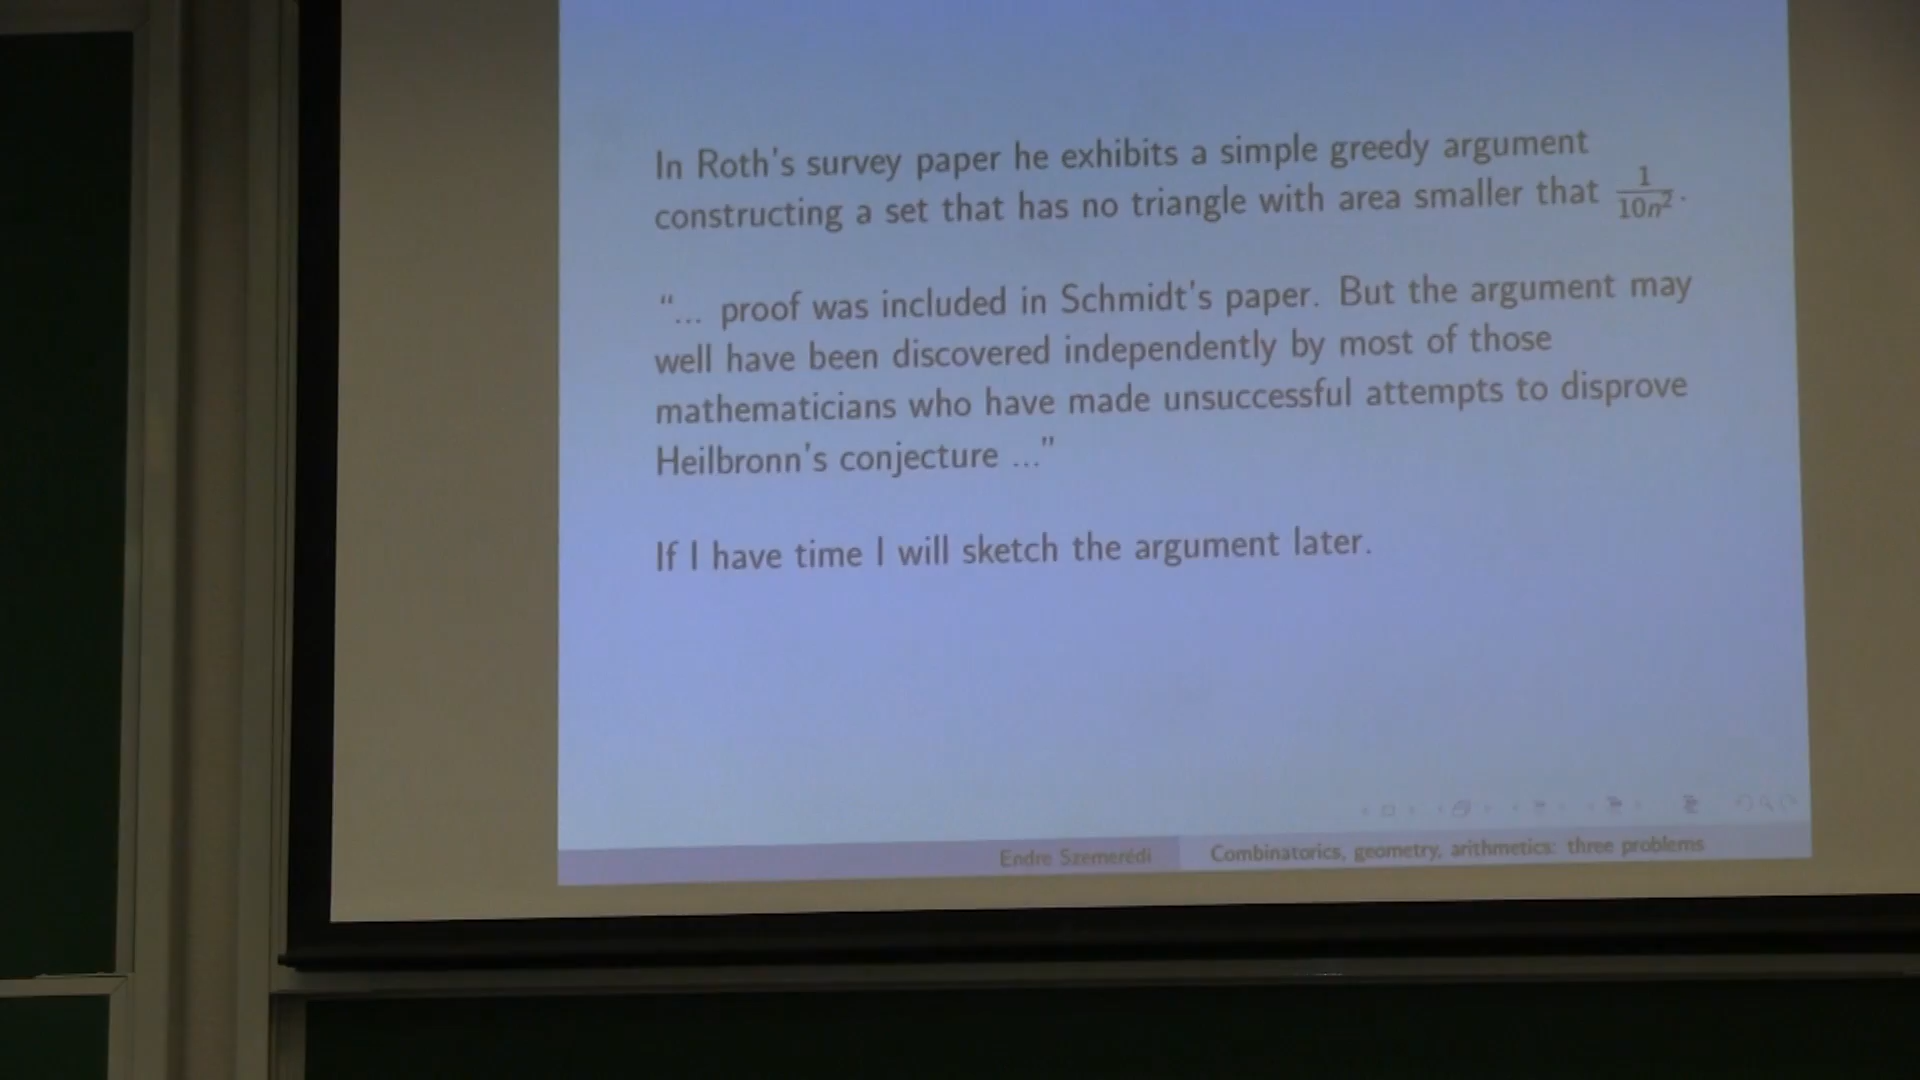 In Roth's survey paper he exhibits a simple greedy argument
constructing a set that has no triangle with area smaller that $\frac{1}{10n^2}$.
"... proof was included in Schmidt's paper. But the argument may
well have been discovered independently by most of those
mathematicians who have made unsuccessful attempts to disprove
Heilbronn's conjecture ..."
If I have time I will sketch the argument later.
Endre Szemerédi Combinatorics, geometry, arithmetics: three problems